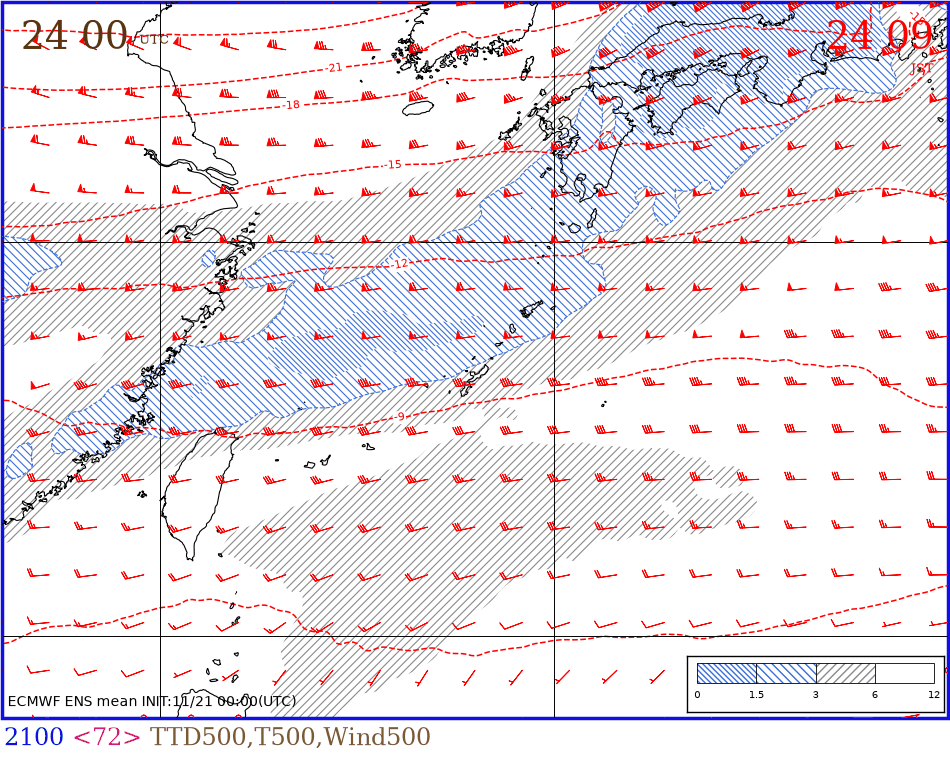 24 00 UTC
24 09
JST
-21
-18
-15
-12
-9
ECMWF ENS mean INIT:11/21 00:00(UTC)
0 1.5 3 6 12
2100 <72> TTD500,T500,Wind500